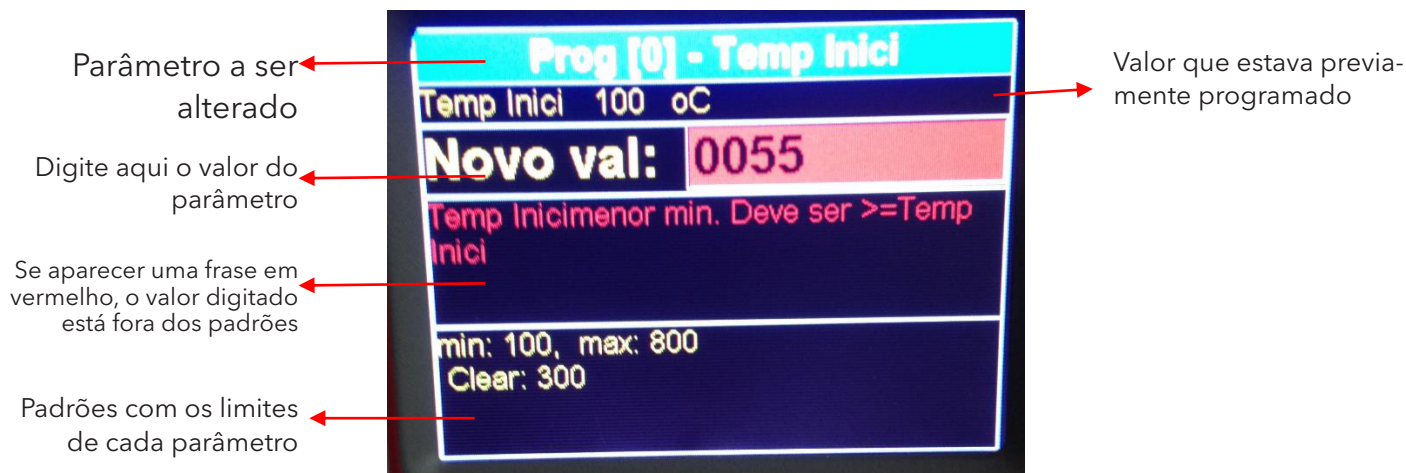 Parâmetro a ser
alterado
Digite aqui o valor do
parâmetro
Se aparecer uma frase em
vermelho, o valor digitado
está fora dos padrões
Padrões com os limites
de cada parâmetro
Prog [0] - Temp Inici
Temp Inici 100 oC
Novo val: 0055
Temp Inicimenor min. Deve ser >=Temp
Inici
min: 100, max: 800
Clear: 300
Valor que estava previa-
mente programado